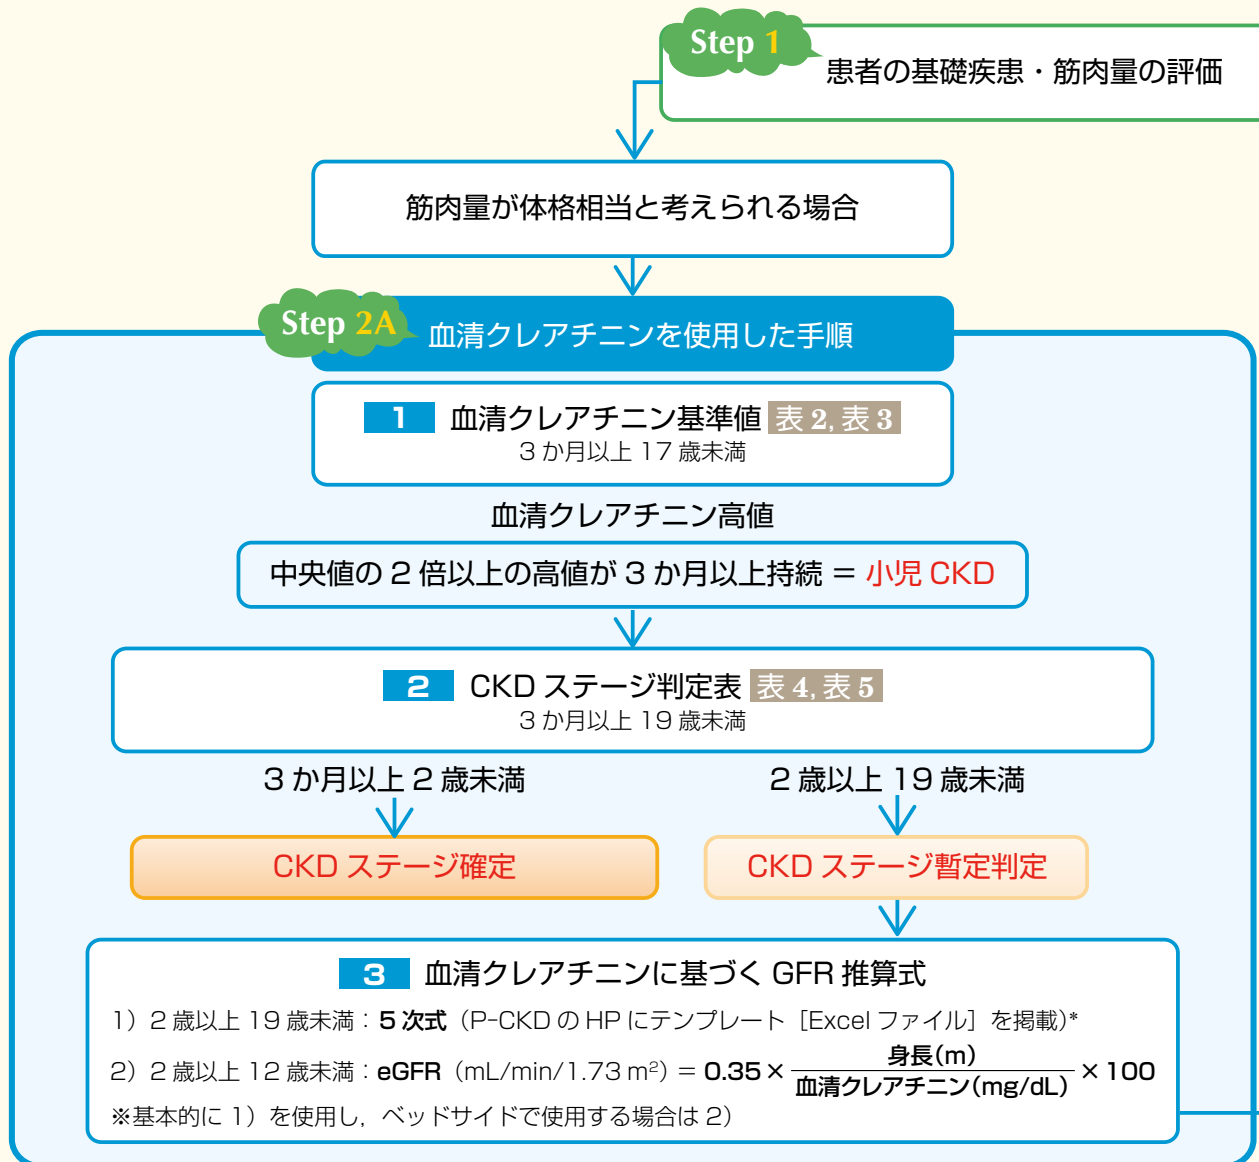 Step 1
患者の基礎疾患・筋肉量の評価
筋肉量が体格相当と考えられる場合
Step 2A
血清クレアチニンを使用した手順
1 血清クレアチニン基準値 表 2, 表 3
3 か月以上 17 歳未満
血清クレアチニン高値
中央値の 2 倍以上の高値が 3 か月以上持続 = 小児 CKD
2 CKD ステージ判定表 表 4, 表 5
3 か月以上 19 歳未満
3 か月以上 2 歳未満
2 歳以上 19 歳未満
CKD ステージ確定
CKD ステージ暫定判定
3 血清クレアチニンに基づく GFR 推算式
1）2 歳以上 19 歳未満：5 次式（P-CKD の HP にテンプレート［Excel ファイル］を掲載）*
2）2 歳以上 12 歳未満：eGFR（mL/min/1.73 m²）= 0.35 × 身長(m) / 血清クレアチニン(mg/dL) × 100
※基本的に 1）を使用し，ベッドサイドで使用する場合は 2）